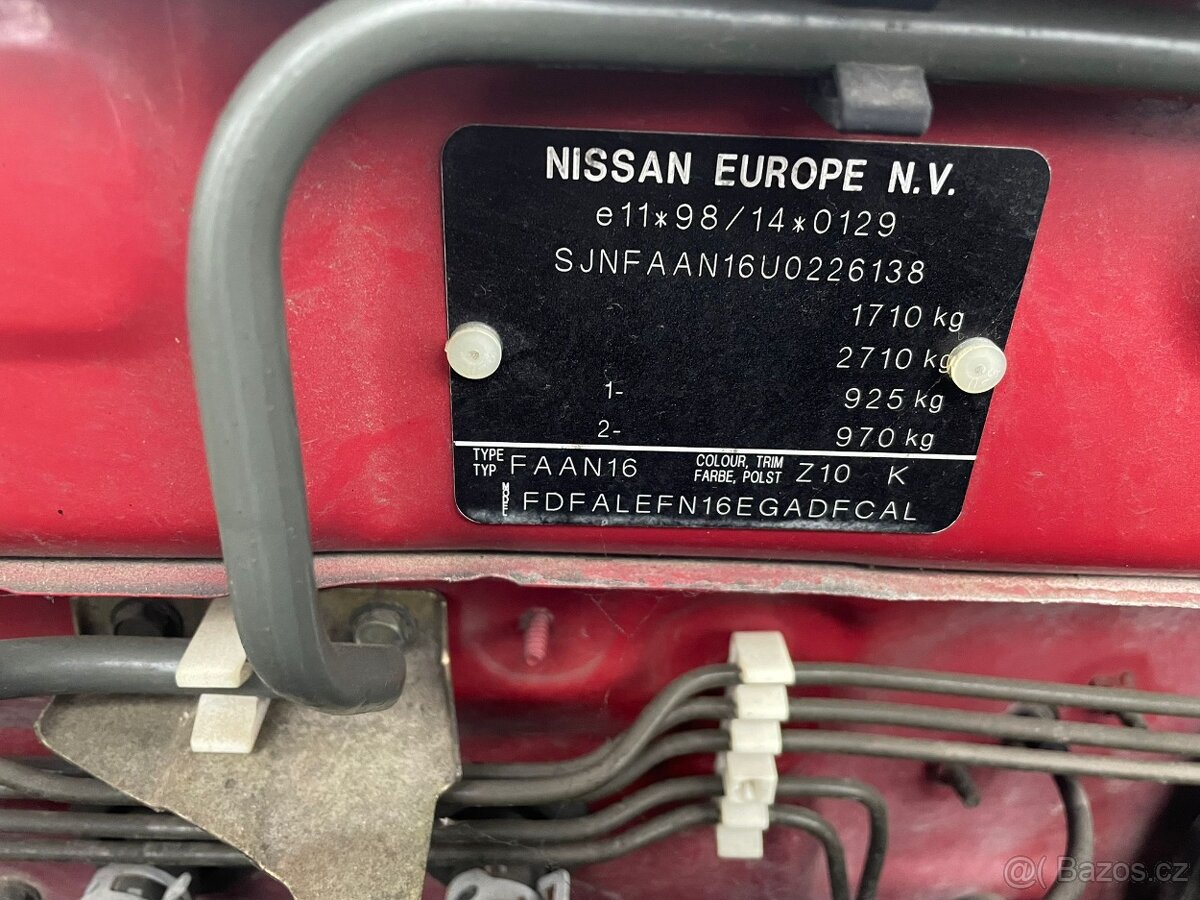 NISSAN EUROPE N.V.
e11*98/14*0129
SJNFAAN16U0226138
1710 kg
2710 kg
1- 925 kg
2- 970 kg
TYPE TYP FAAN16 COLOUR, TRIM FARBE, POLST Z10 K
MODEL FDFALEFN16EGADFCAL
Bazos.cz